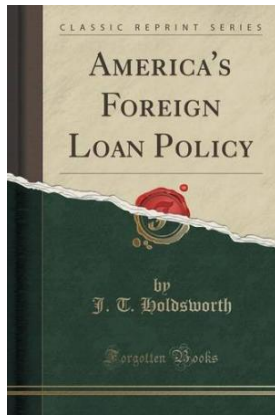 CLASSIC REPRINT SERIES
AMERICA'S
FOREIGN
LOAN POLICY
by
J. T. Holdsworth
Forgotten Books